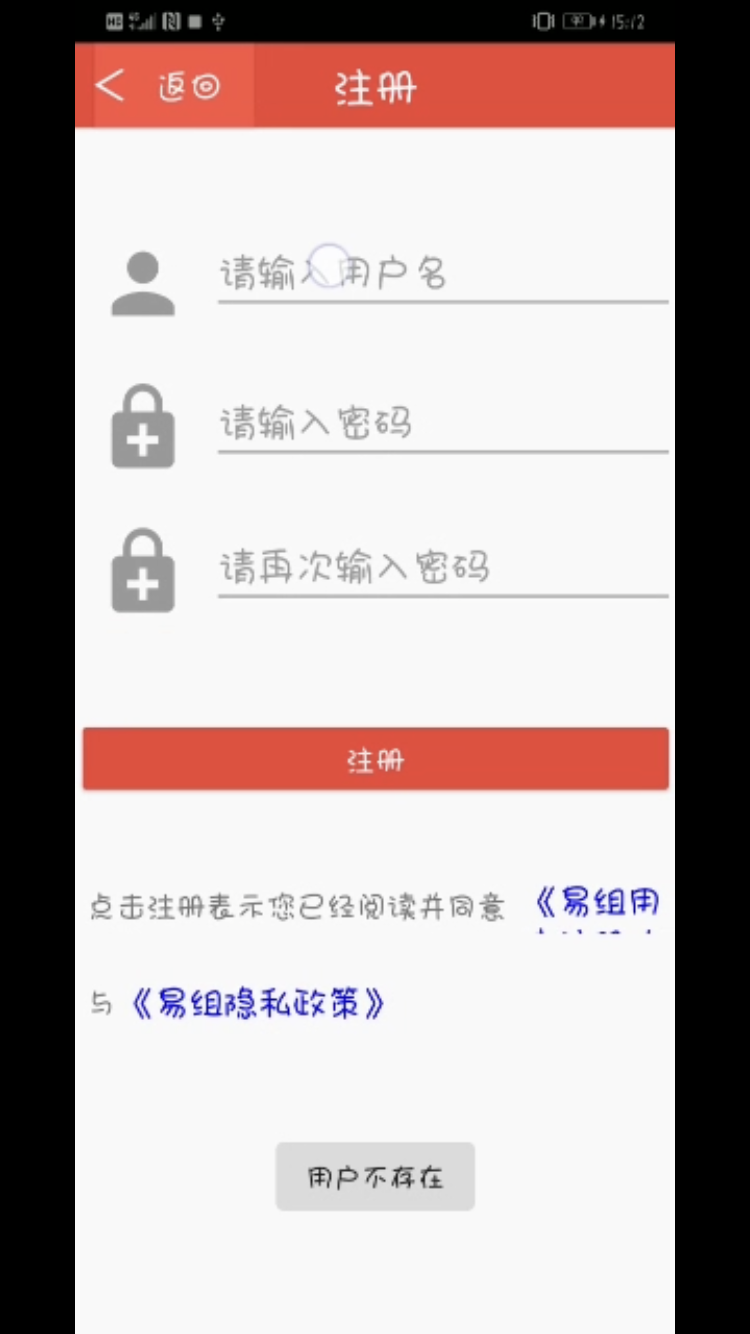 15:12
返回
注册
请输入用户名
请输入密码
请再次输入密码
注册
点击注册表示您已经阅读并同意 《易组用
与《易组隐私政策》
用户不存在